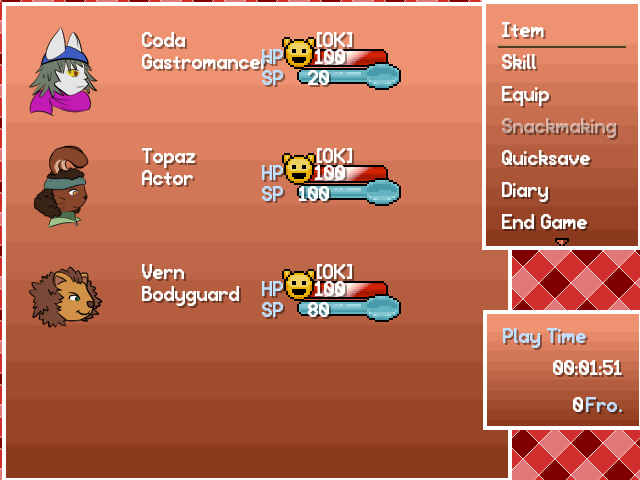 Coda [OK]
Gastromancer HP 100
SP 20
Topaz [OK]
Actor HP 100
SP 100
Vern [OK]
Bodyguard HP 100
SP 80
Item
Skill
Equip
Snackmaking
Quicksave
Diary
End Game
Play Time
00:01:51
0Fro.